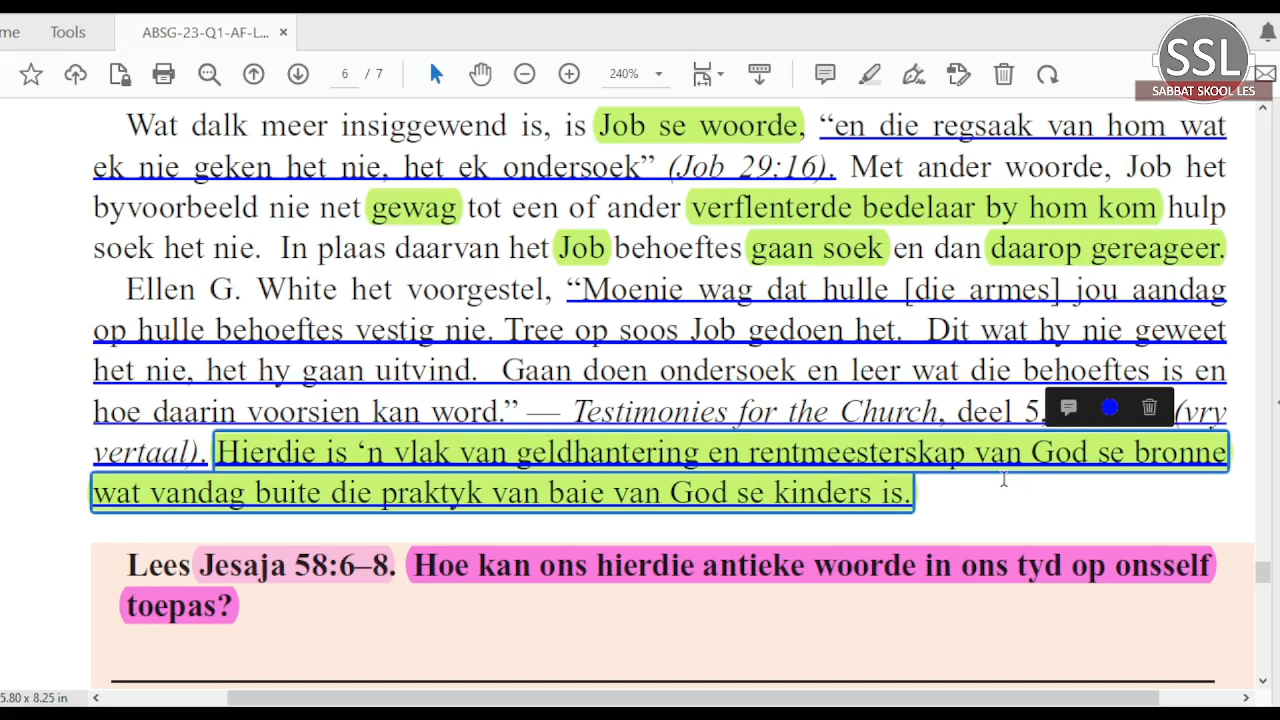 me Tools ABSG-23-Q1-AF-L... ×
SSL
SABBAT SKOOL LES
6 / 7 240%
Wat dalk meer insiggewend is, is Job se woorde, “en die regsaak van hom wat
ek nie geken het nie, het ek ondersoek” (Job 29:16). Met ander woorde, Job het
byvoorbeeld nie net gewag tot een of ander verflenterde bedelaar by hom kom hulp
soek het nie. In plaas daarvan het Job behoeftes gaan soek en dan daarop gereageer.
Ellen G. White het voorgestel, “Moenie wag dat hulle [die armes] jou aandag
op hulle behoeftes vestig nie. Tree op soos Job gedoen het. Dit wat hy nie geweet
het nie, het hy gaan uitvind. Gaan doen ondersoek en leer wat die behoeftes is en
hoe daarin voorsien kan word.” — Testimonies for the Church, deel 5, (vry
vertaal). Hierdie is ‘n vlak van geldhantering en rentmeesterskap van God se bronne
wat vandag buite die praktyk van baie van God se kinders is.
Lees Jesaja 58:6–8. Hoe kan ons hierdie antieke woorde in ons tyd op onsself
toepas?
5.80 x 8.25 in